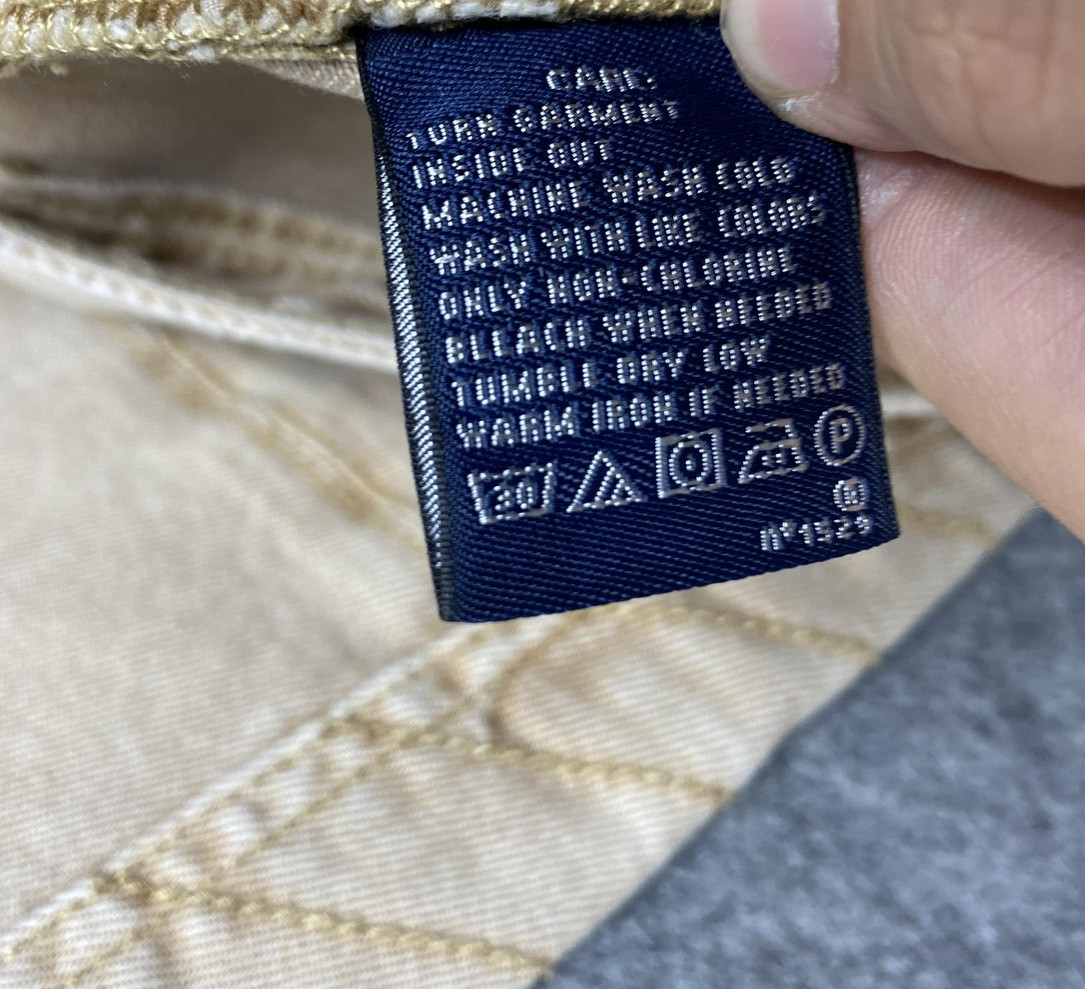 CARE:
TURN GARMENT
INSIDE OUT
MACHINE WASH COLD
WASH WITH LIKE COLORS
ONLY NON-CHLORINE
BLEACH WHEN NEEDED
TUMBLE DRY LOW
WARM IRON IF NEEDED
30 P
n°1529